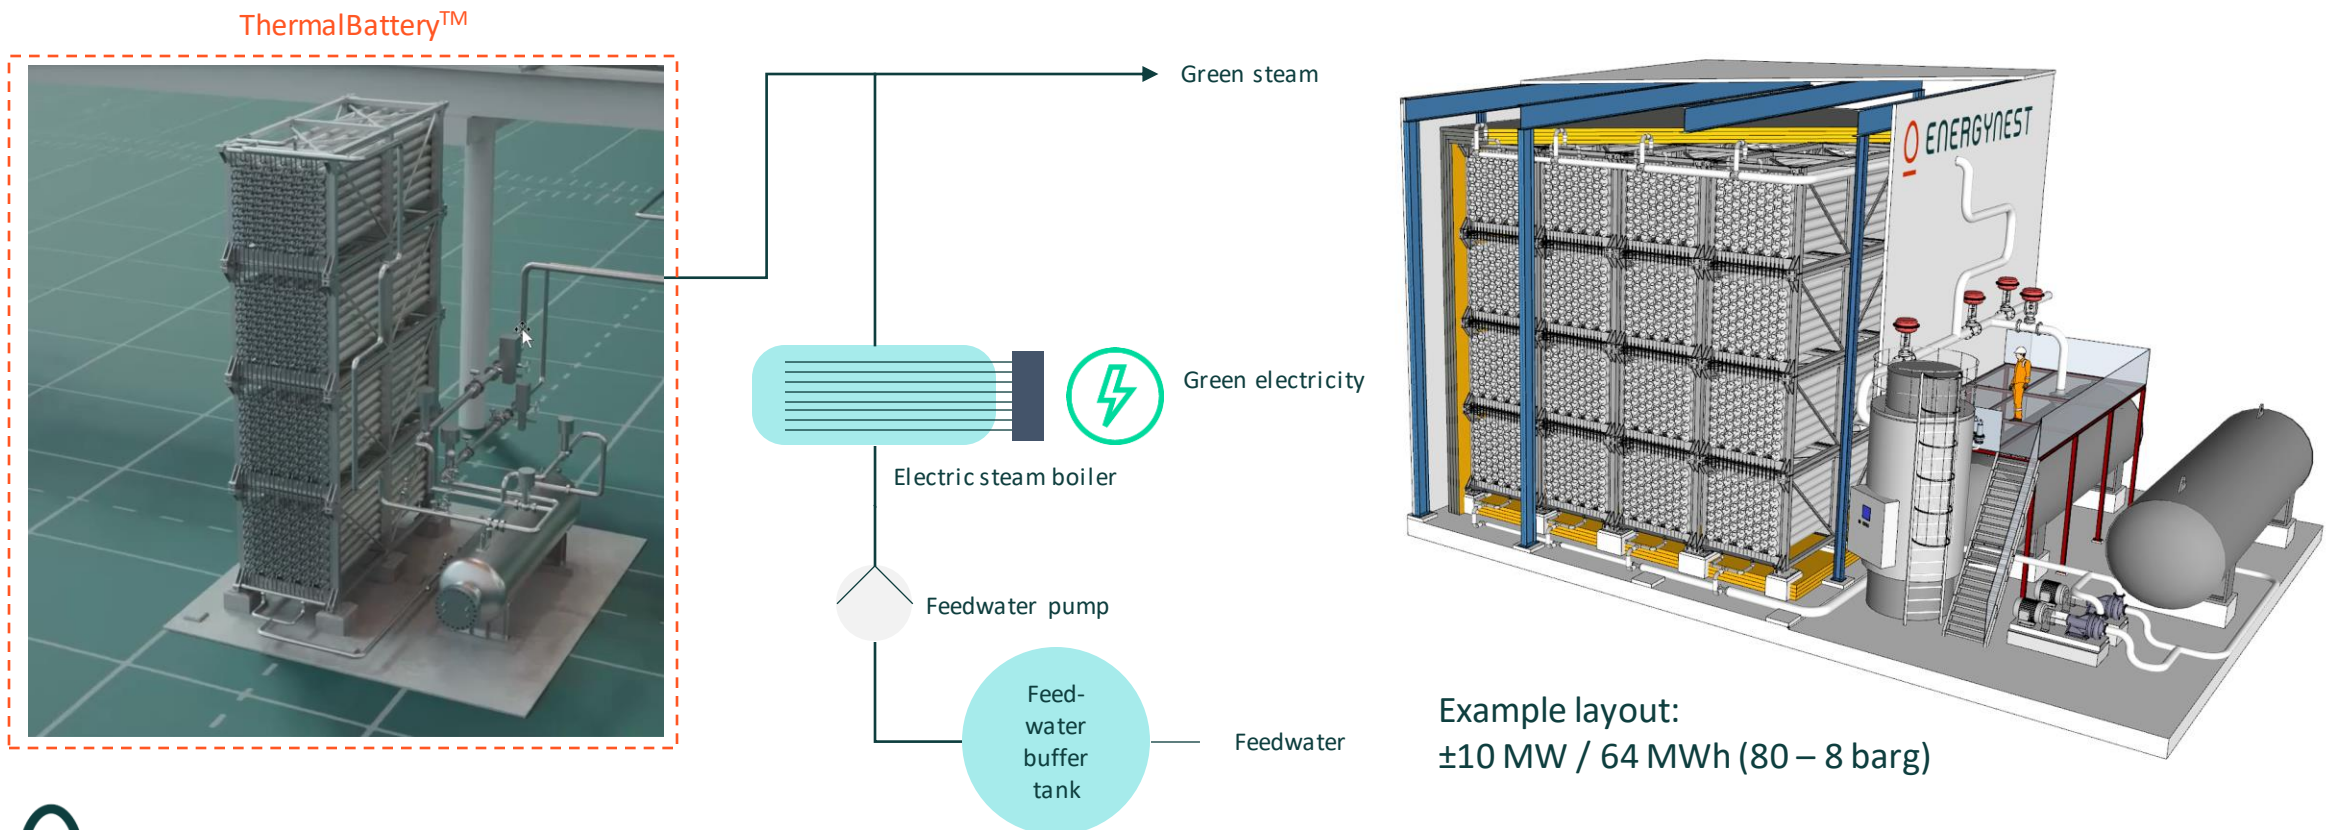 ThermalBattery™
Green steam
ENERGYNEST
Green electricity
Electric steam boiler
Feedwater pump
Feed-
water
buffer
tank
Feedwater
Example layout:
±10 MW / 64 MWh (80 – 8 barg)